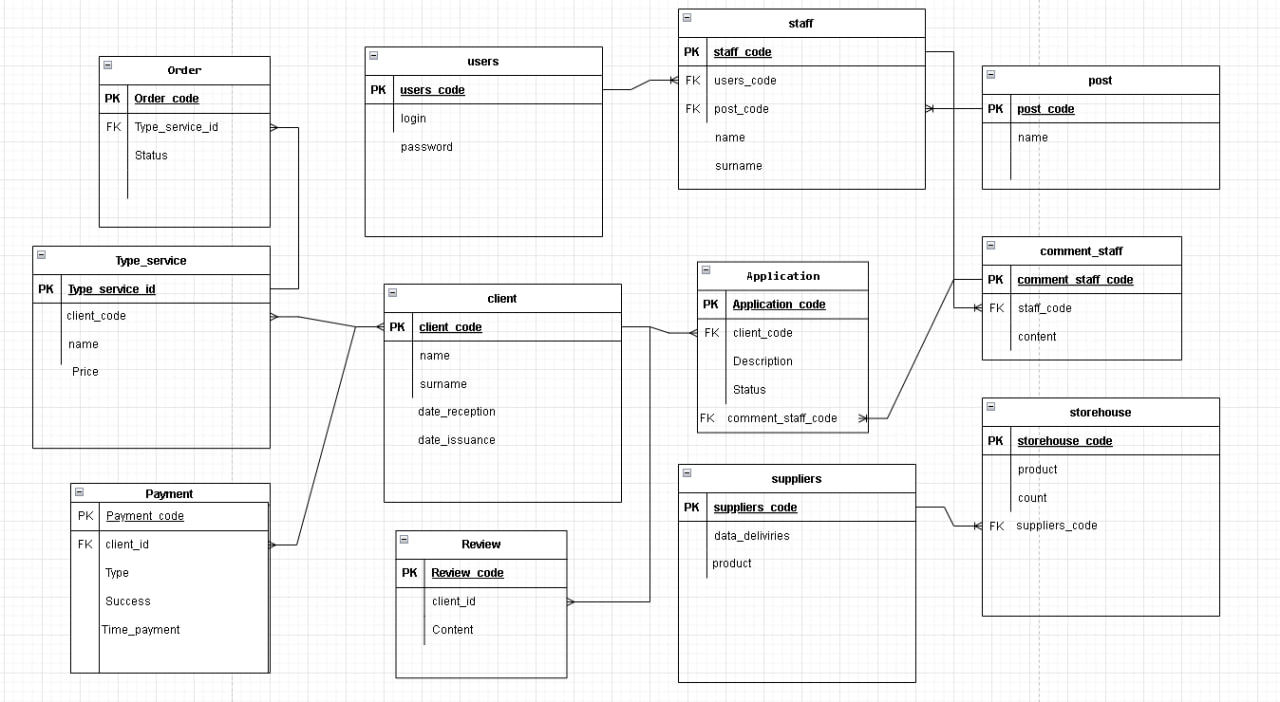 Order
PK Order_code
FK Type_service_id
Status
users
PK users_code
login
password
staff
PK staff_code
FK users_code
FK post_code
name
surname
post
PK post_code
name
Type_service
PK Type_service_id
client_code
name
Price
client
PK client_code
name
surname
date_reception
date_issuance
Application
PK Application_code
FK client_code
Description
Status
FK comment_staff_code
comment_staff
PK comment_staff_code
FK staff_code
content
Payment
PK Payment_code
FK client_id
Type
Success
Time_payment
Review
PK Review_code
client_id
Content
suppliers
PK suppliers_code
data_deliviries
product
storehouse
PK storehouse_code
product
count
FK suppliers_code